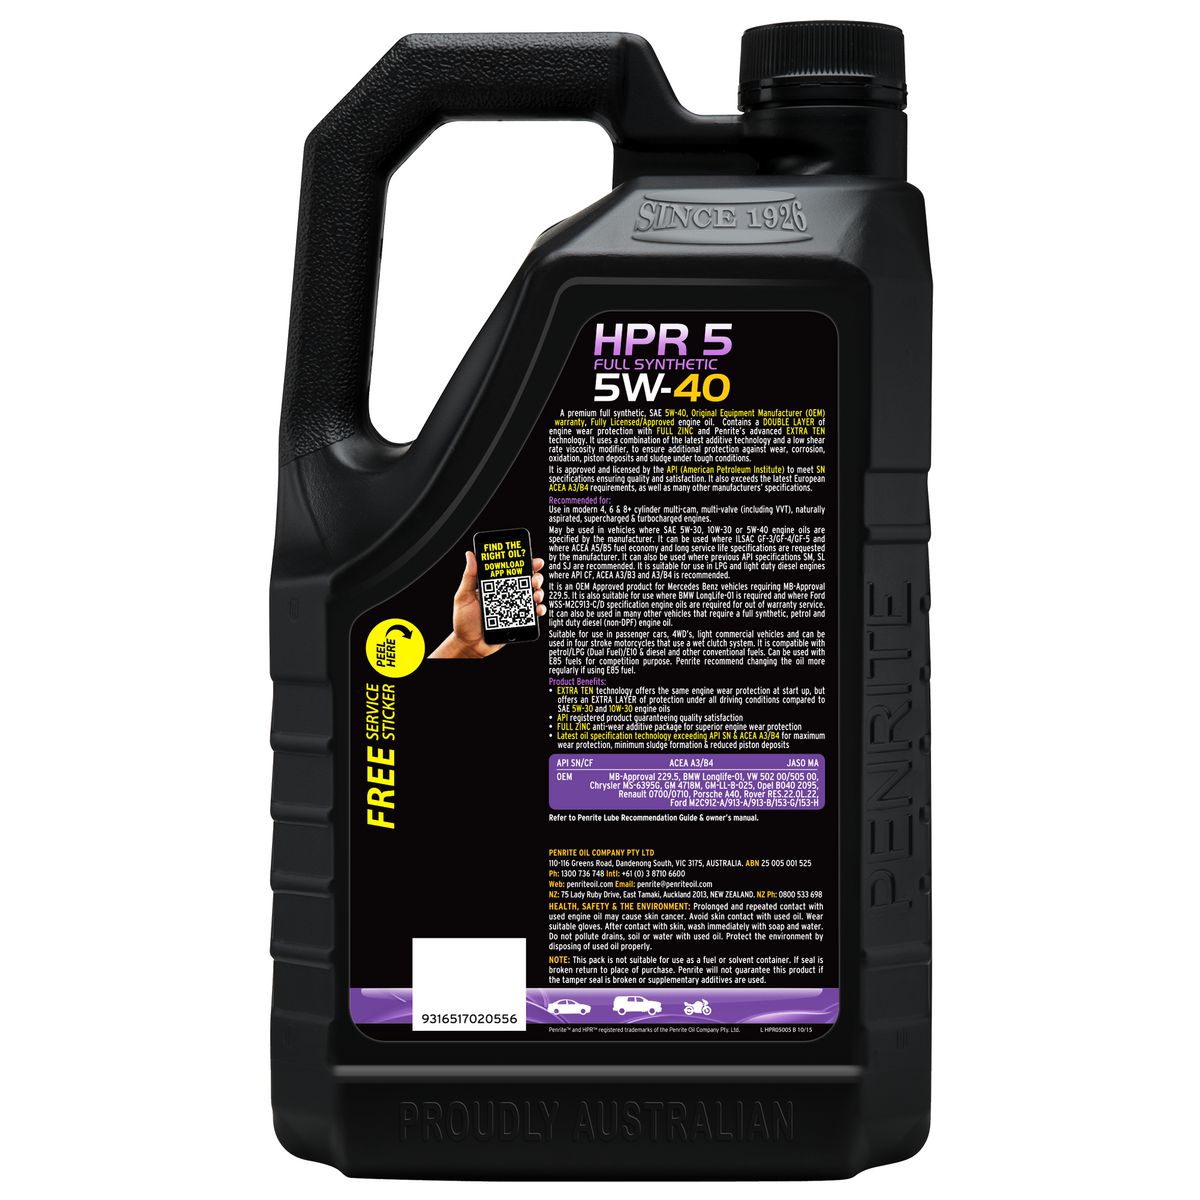 SINCE 1926
HPR 5
FULL SYNTHETIC
5W-40
A premium full synthetic, SAE 5W-40, Original Equipment Manufacturer (OEM)
warranty, Fully Licensed/Approved engine oil. Contains a DOUBLE LAYER of
engine wear protection with FULL ZINC and Penrite's advanced EXTRA TEN
technology. It uses a combination of the latest additive technology and a low shear
rate viscosity modifier, to ensure additional protection against wear, corrosion,
oxidation, piston deposits and sludge under tough conditions.
It is approved and licensed by the API (American Petroleum Institute) to meet SN
specifications ensuring quality and satisfaction. It also exceeds the latest European
ACEA A3/B4 requirements, as well as many other manufacturers' specifications.
Recommended for:
Use in modern 4, 6 & 8+ cylinder multi-cam, multi-valve (including VVT), naturally
aspirated, supercharged & turbocharged engines.
May be used in vehicles where SAE 5W-30, 10W-30 or 5W-40 engine oils are
specified by the manufacturer. It can be used where ILSAC GF-3/GF-4/GF-5 and
where ACEA A5/B5 fuel economy and long service life specifications are requested
by the manufacturer. It can also be used where previous API specifications SM, SL
and SJ are recommended. It is suitable for use in LPG and light duty diesel engines
where API CF, ACEA A3/B3 and A3/B4 is recommended.
It is an OEM Approved product for Mercedes Benz vehicles requiring MB-Approval
229.5. It is also suitable for use where BMW LongLife-01 is required and where Ford
WSS-M2C913-C/D specification engine oils are required for out of warranty service.
It can also be used in many other vehicles that require a full synthetic, petrol and
light duty diesel (non-DPF) engine oil.
Suitable for use in passenger cars, 4WD's, light commercial vehicles and can be
used in four stroke motorcycles that use a wet clutch system. It is compatible with
petrol/LPG (Dual Fuel)/E10 & diesel and other conventional fuels. Can be used with
E85 fuels for competition purpose. Penrite recommend changing the oil more
regularly if using E85 fuel.
Product Benefits:
• EXTRA TEN technology offers the same engine wear protection at start up, but
offers an EXTRA LAYER of protection under all driving conditions compared to
SAE 5W-30 and 10W-30 engine oils
• API registered product guaranteeing quality satisfaction
• FULL ZINC anti-wear additive package for superior engine wear protection
• Latest oil specification technology exceeding API SN & ACEA A3/B4 for maximum
wear protection, minimum sludge formation & reduced piston deposits
API SN/CF ACEA A3/B4 JASO MA
OEM MB-Approval 229.5, BMW Longlife-01, VW 502 00/505 00,
Chrysler MS-6395G, GM 4718M, GM-LL-B-025, Opel B040 2095,
Renault 0700/0710, Porsche A40, Rover RES.22.OL.22,
Ford M2C912-A/913-A/913-B/153-G/153-H
Refer to Penrite Lube Recommendation Guide & owner's manual.
PENRITE OIL COMPANY PTY LTD
110-116 Greens Road, Dandenong South, VIC 3175, AUSTRALIA. ABN 25 005 001 525
Ph: 1300 736 748 Intl: +61 (0) 3 8710 6600
Web: penriteoil.com Email: penrite@penriteoil.com
NZ: 75 Lady Ruby Drive, East Tamaki, Auckland 2013, NEW ZEALAND. NZ Ph: 0800 533 698
HEALTH, SAFETY & THE ENVIRONMENT: Prolonged and repeated contact with
used engine oil may cause skin cancer. Avoid skin contact with used oil. Wear
suitable gloves. After contact with skin, wash immediately with soap and water.
Do not pollute drains, soil or water with used oil. Protect the environment by
disposing of used oil properly.
NOTE: This pack is not suitable for use as a fuel or solvent container. If seal is
broken return to place of purchase. Penrite will not guarantee this product if
the tamper seal is broken or supplementary additives are used.
Penrite™ and HPR™ registered trademarks of the Penrite Oil Company Pty. Ltd.
L HPR05005 B 10/15
FIND THE
RIGHT OIL?
DOWNLOAD
APP NOW
PEEL
HERE
FREE SERVICE
STICKER
9316517020556
PENRITE
PROUDLY AUSTRALIAN